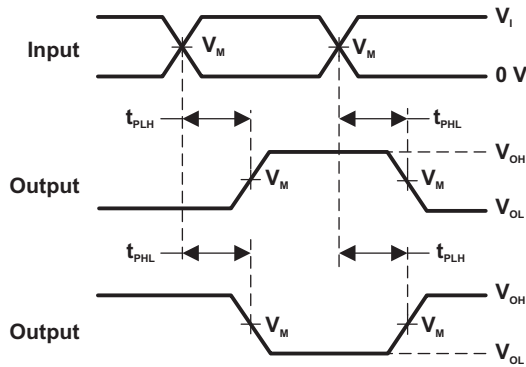 V_I
Input V_M V_M
0 V
t_PLH t_PHL
V_OH
Output V_M V_M
V_OL
t_PHL t_PLH
V_OH
V_M V_M
Output
V_OL